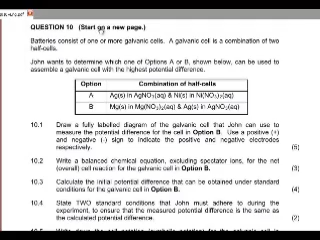 QUESTION 10 (Start on a new page.)
Batteries consist of one or more galvanic cells. A galvanic cell is a combination of two
half-cells.
John wants to determine which one of Options A or B, shown below, can be used to
assemble a galvanic cell with the highest potential difference.
Option Combination of half-cells
A Ag(s) in AgNO3(aq) & Ni(s) in Ni(NO3)2(aq)
B Mg(s) in Mg(NO3)2(aq) & Ag(s) in AgNO3(aq)
10.1 Draw a fully labelled diagram of the galvanic cell that John can use to
measure the potential difference for the cell in Option B. Use a positive (+)
and negative (-) sign to indicate the positive and negative electrodes
respectively. (5)
10.2 Write a balanced chemical equation, excluding spectator ions, for the net
(overall) cell reaction for the galvanic cell in Option B. (3)
10.3 Calculate the initial potential difference that can be obtained under standard
conditions for the galvanic cell in Option B. (4)
10.4 State TWO standard conditions that John must adhere to during the
experiment, to ensure that the measured potential difference is the same as
the calculated potential difference. (2)